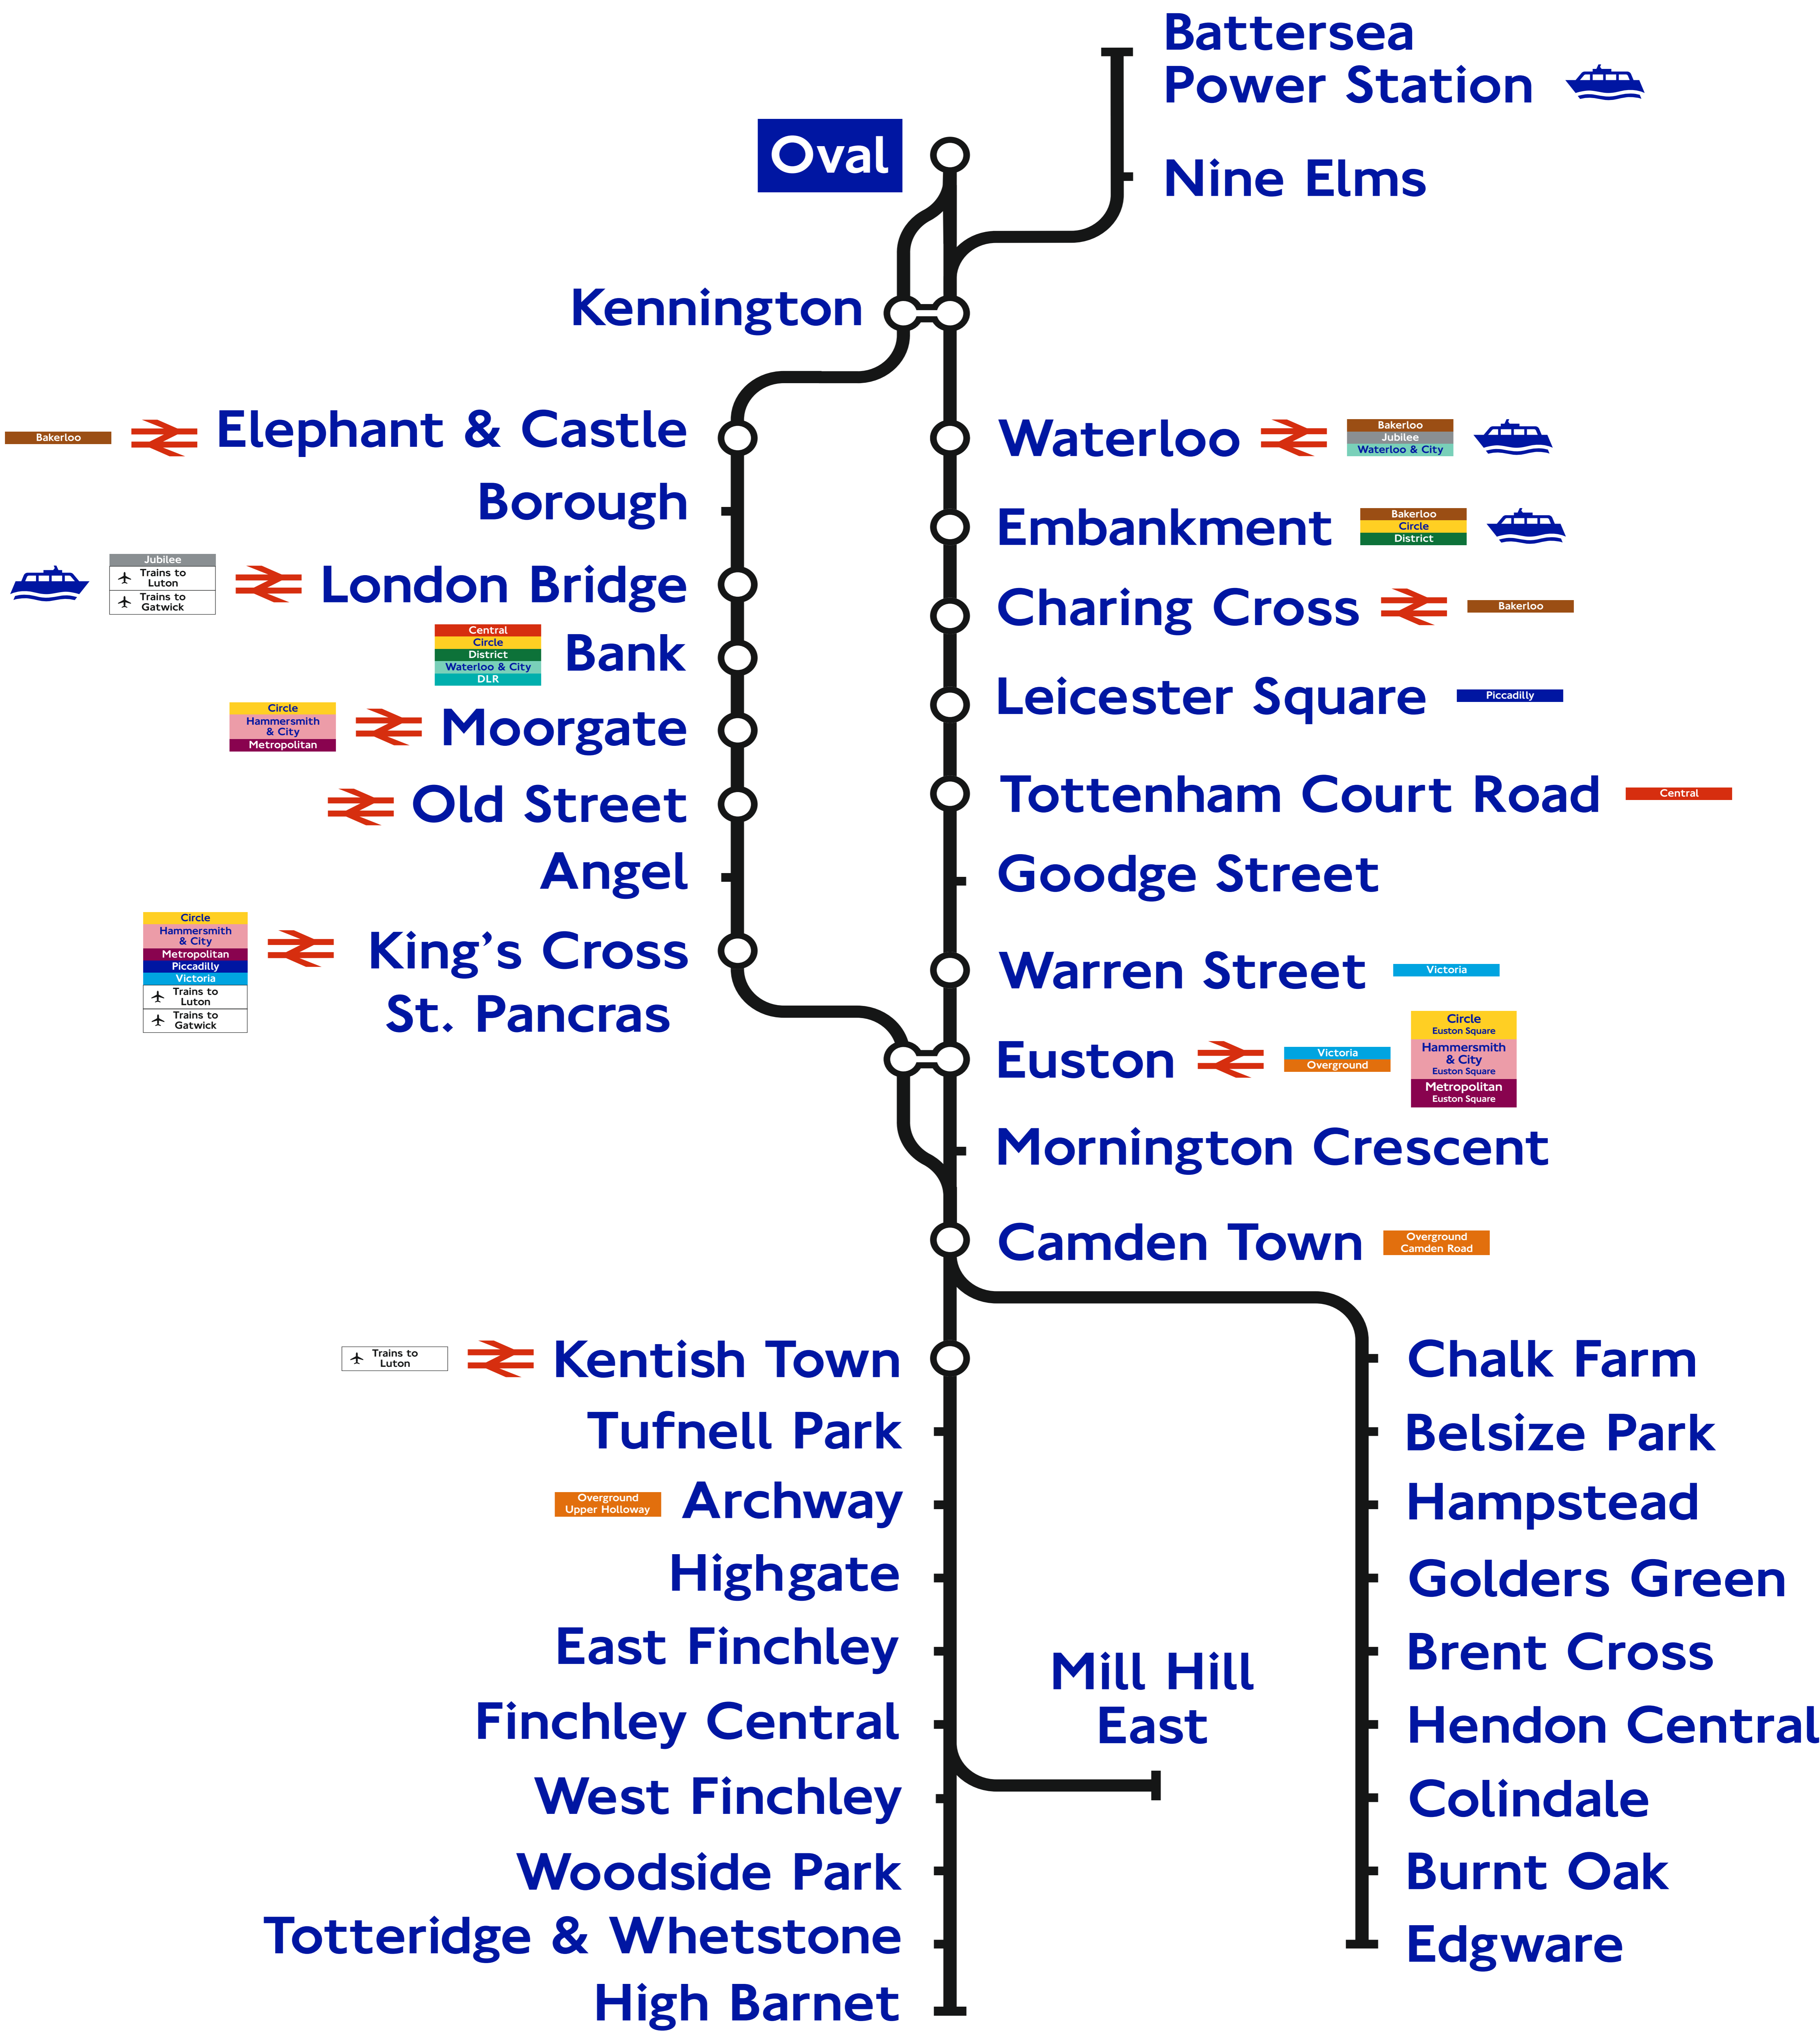 Battersea
Power Station
Oval
Nine Elms
Kennington
Bakerloo
Elephant & Castle
Waterloo
Bakerloo
Jubilee
Waterloo & City
Borough
Embankment
Bakerloo
Circle
District
Jubilee
Trains to
Luton
Trains to
Gatwick
London Bridge
Charing Cross
Bakerloo
Central
Circle
District
Waterloo & City
DLR
Bank
Leicester Square
Piccadilly
Circle
Hammersmith
& City
Metropolitan
Moorgate
Tottenham Court Road
Central
Old Street
Angel
Goodge Street
Circle
Hammersmith
& City
Metropolitan
Piccadilly
Victoria
Trains to
Luton
Trains to
Gatwick
King's Cross
St. Pancras
Warren Street
Victoria
Euston
Victoria
Overground
Circle
Euston Square
Hammersmith
& City
Euston Square
Metropolitan
Euston Square
Mornington Crescent
Camden Town
Overground
Camden Road
Trains to
Luton
Kentish Town
Chalk Farm
Tufnell Park
Belsize Park
Overground
Upper Holloway
Archway
Hampstead
Highgate
Golders Green
East Finchley
Brent Cross
Mill Hill
East
Finchley Central
Hendon Central
West Finchley
Colindale
Woodside Park
Burnt Oak
Totteridge & Whetstone
Edgware
High Barnet